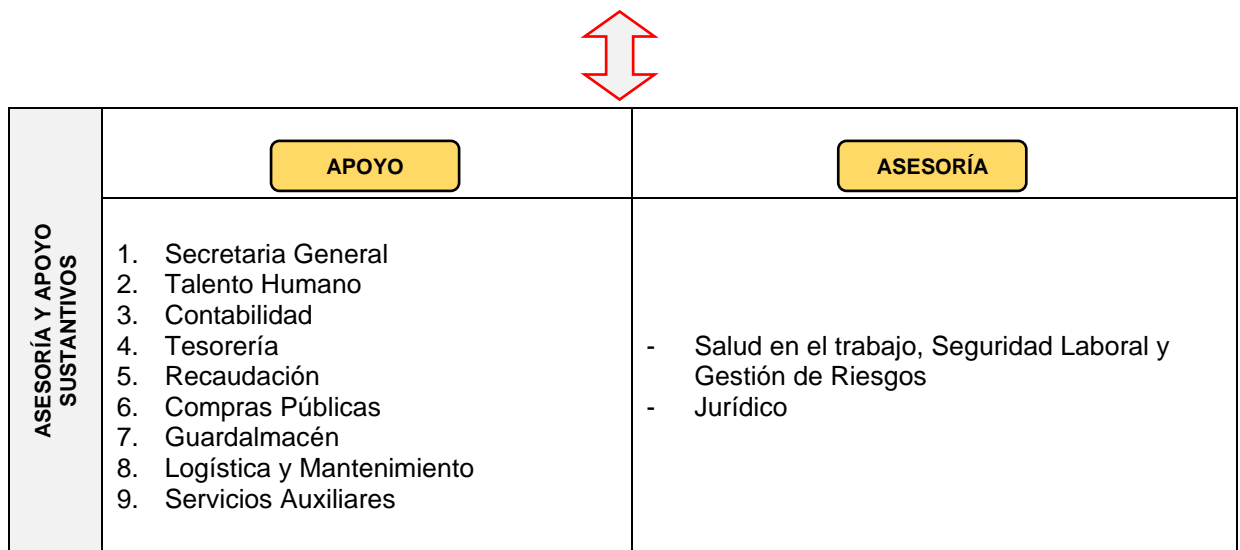 ASESORÍA Y APOYO
SUSTANTIVOS
APOYO
1. Secretaria General
2. Talento Humano
3. Contabilidad
4. Tesorería
5. Recaudación
6. Compras Públicas
7. Guardalmacén
8. Logística y Mantenimiento
9. Servicios Auxiliares
ASESORÍA
- Salud en el trabajo, Seguridad Laboral y
Gestión de Riesgos
- Jurídico